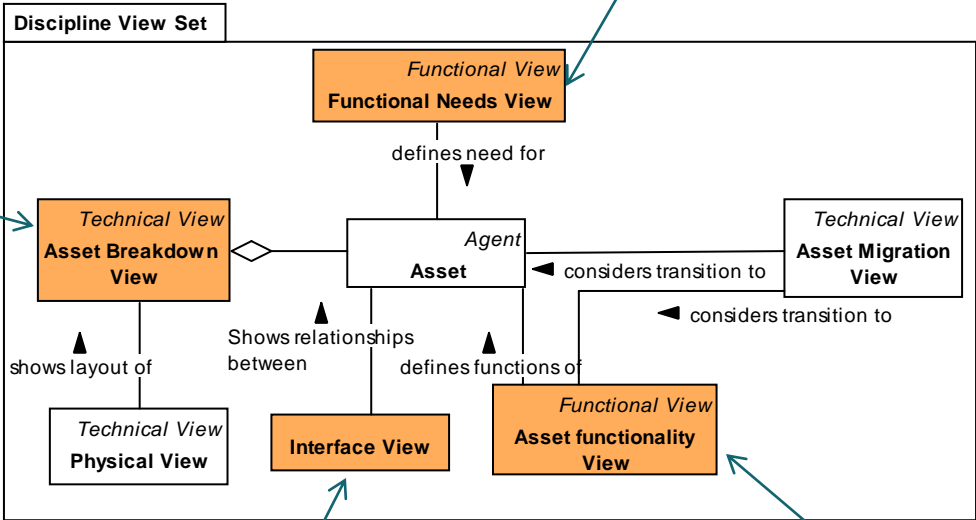 Discipline View Set
Functional View
Functional Needs View
defines need for
Technical View
Asset Breakdown
View
Agent
Asset
Technical View
Asset Migration
View
considers transition to
considers transition to
Shows relationships
between
shows layout of
defines functions of
Technical View
Physical View
Interface View
Functional View
Asset functionality
View